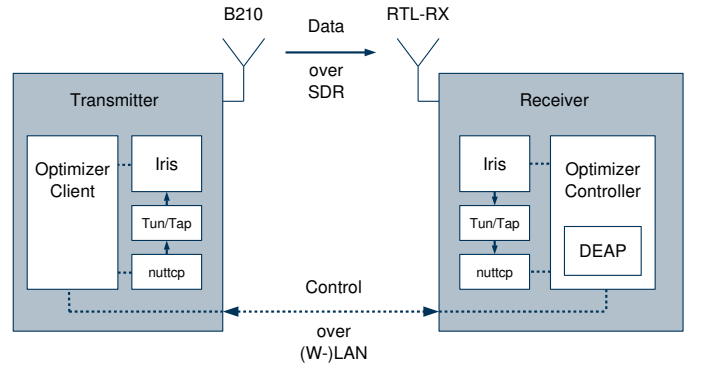 B210
RTL-RX
Data
over
SDR
Transmitter
Optimizer
Client
Iris
Tun/Tap
nuttcp
Receiver
Iris
Tun/Tap
nuttcp
Optimizer
Controller
DEAP
Control
over
(W-)LAN